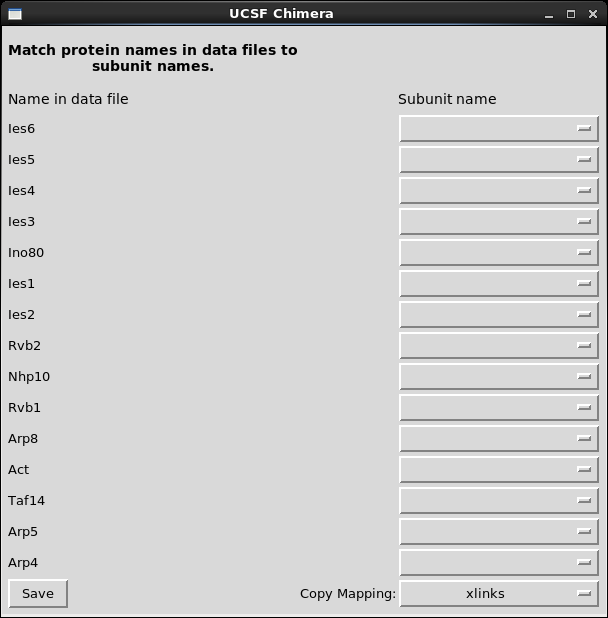 UCSF Chimera
Match protein names in data files to
subunit names.
Name in data file Subunit name
Ies6
Ies5
Ies4
Ies3
Ino80
Ies1
Ies2
Rvb2
Nhp10
Rvb1
Arp8
Act
Taf14
Arp5
Arp4
Save Copy Mapping: xlinks